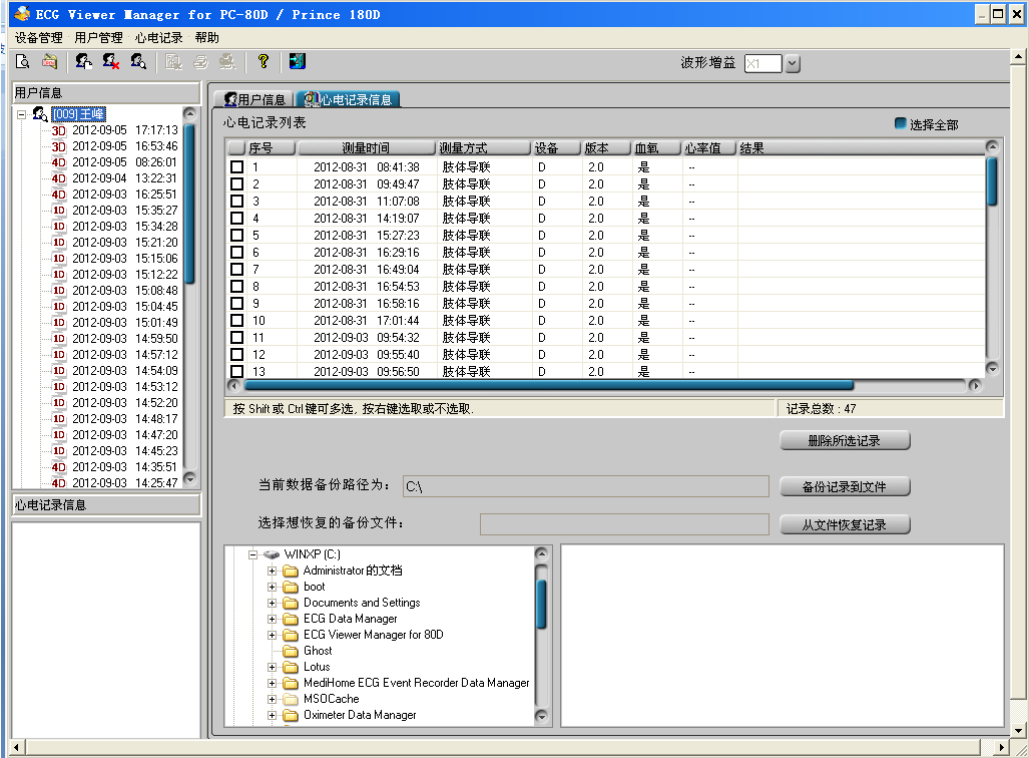 ECG Viewer Manager for PC-80D / Prince 180D
设备管理 用户管理 心电记录 帮助
波形增益 X1
用户信息
[009]王峰
3D 2012-09-05 17:17:13
3D 2012-09-05 16:53:46
4D 2012-09-05 08:26:01
4D 2012-09-04 13:22:31
4D 2012-09-03 16:25:51
1D 2012-09-03 15:35:27
1D 2012-09-03 15:34:28
1D 2012-09-03 15:21:20
1D 2012-09-03 15:15:06
1D 2012-09-03 15:12:22
1D 2012-09-03 15:08:48
1D 2012-09-03 15:04:45
1D 2012-09-03 15:01:49
1D 2012-09-03 14:59:50
1D 2012-09-03 14:57:12
1D 2012-09-03 14:54:09
1D 2012-09-03 14:53:12
1D 2012-09-03 14:52:20
1D 2012-09-03 14:48:17
1D 2012-09-03 14:47:20
1D 2012-09-03 14:45:23
4D 2012-09-03 14:35:51
4D 2012-09-03 14:25:47
心电记录信息
用户信息 心电记录信息
心电记录列表 选择全部
序号 测量时间 测量方式 设备 版本 血氧 心率值 结果
1 2012-08-31 08:41:38 肢体导联 D 2.0 是 --
2 2012-08-31 09:49:47 肢体导联 D 2.0 是 --
3 2012-08-31 11:07:08 肢体导联 D 2.0 是 --
4 2012-08-31 14:19:07 肢体导联 D 2.0 是 --
5 2012-08-31 15:27:23 肢体导联 D 2.0 是 --
6 2012-08-31 16:29:16 肢体导联 D 2.0 是 --
7 2012-08-31 16:49:04 肢体导联 D 2.0 是 --
8 2012-08-31 16:54:53 肢体导联 D 2.0 是 --
9 2012-08-31 16:58:16 肢体导联 D 2.0 是 --
10 2012-08-31 17:01:44 肢体导联 D 2.0 是 --
11 2012-09-03 09:54:32 肢体导联 D 2.0 是 --
12 2012-09-03 09:55:40 肢体导联 D 2.0 是 --
13 2012-09-03 09:56:50 肢体导联 D 2.0 是 --
按 Shift 或 Ctrl 键可多选, 按右键选取或不选取. 记录总数 : 47
删除所选记录
当前数据备份路径为: C:\ 备份记录到文件
选择想恢复的备份文件: 从文件恢复记录
WINXP (C:)
Administrator 的文档
boot
Documents and Settings
ECG Data Manager
ECG Viewer Manager for 80D
Ghost
Lotus
MediHome ECG Event Recorder Data Manager
MSOCache
Oximeter Data Manager